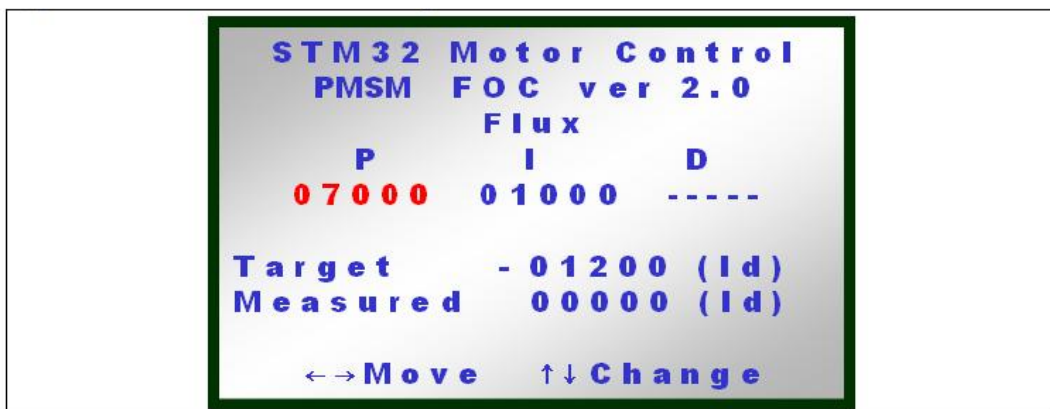 STM32 Motor Control
PMSM FOC ver 2.0
Flux
P I D
07000 01000 -----
Target -01200 (Id)
Measured 00000 (Id)
←→Move ↑↓Change